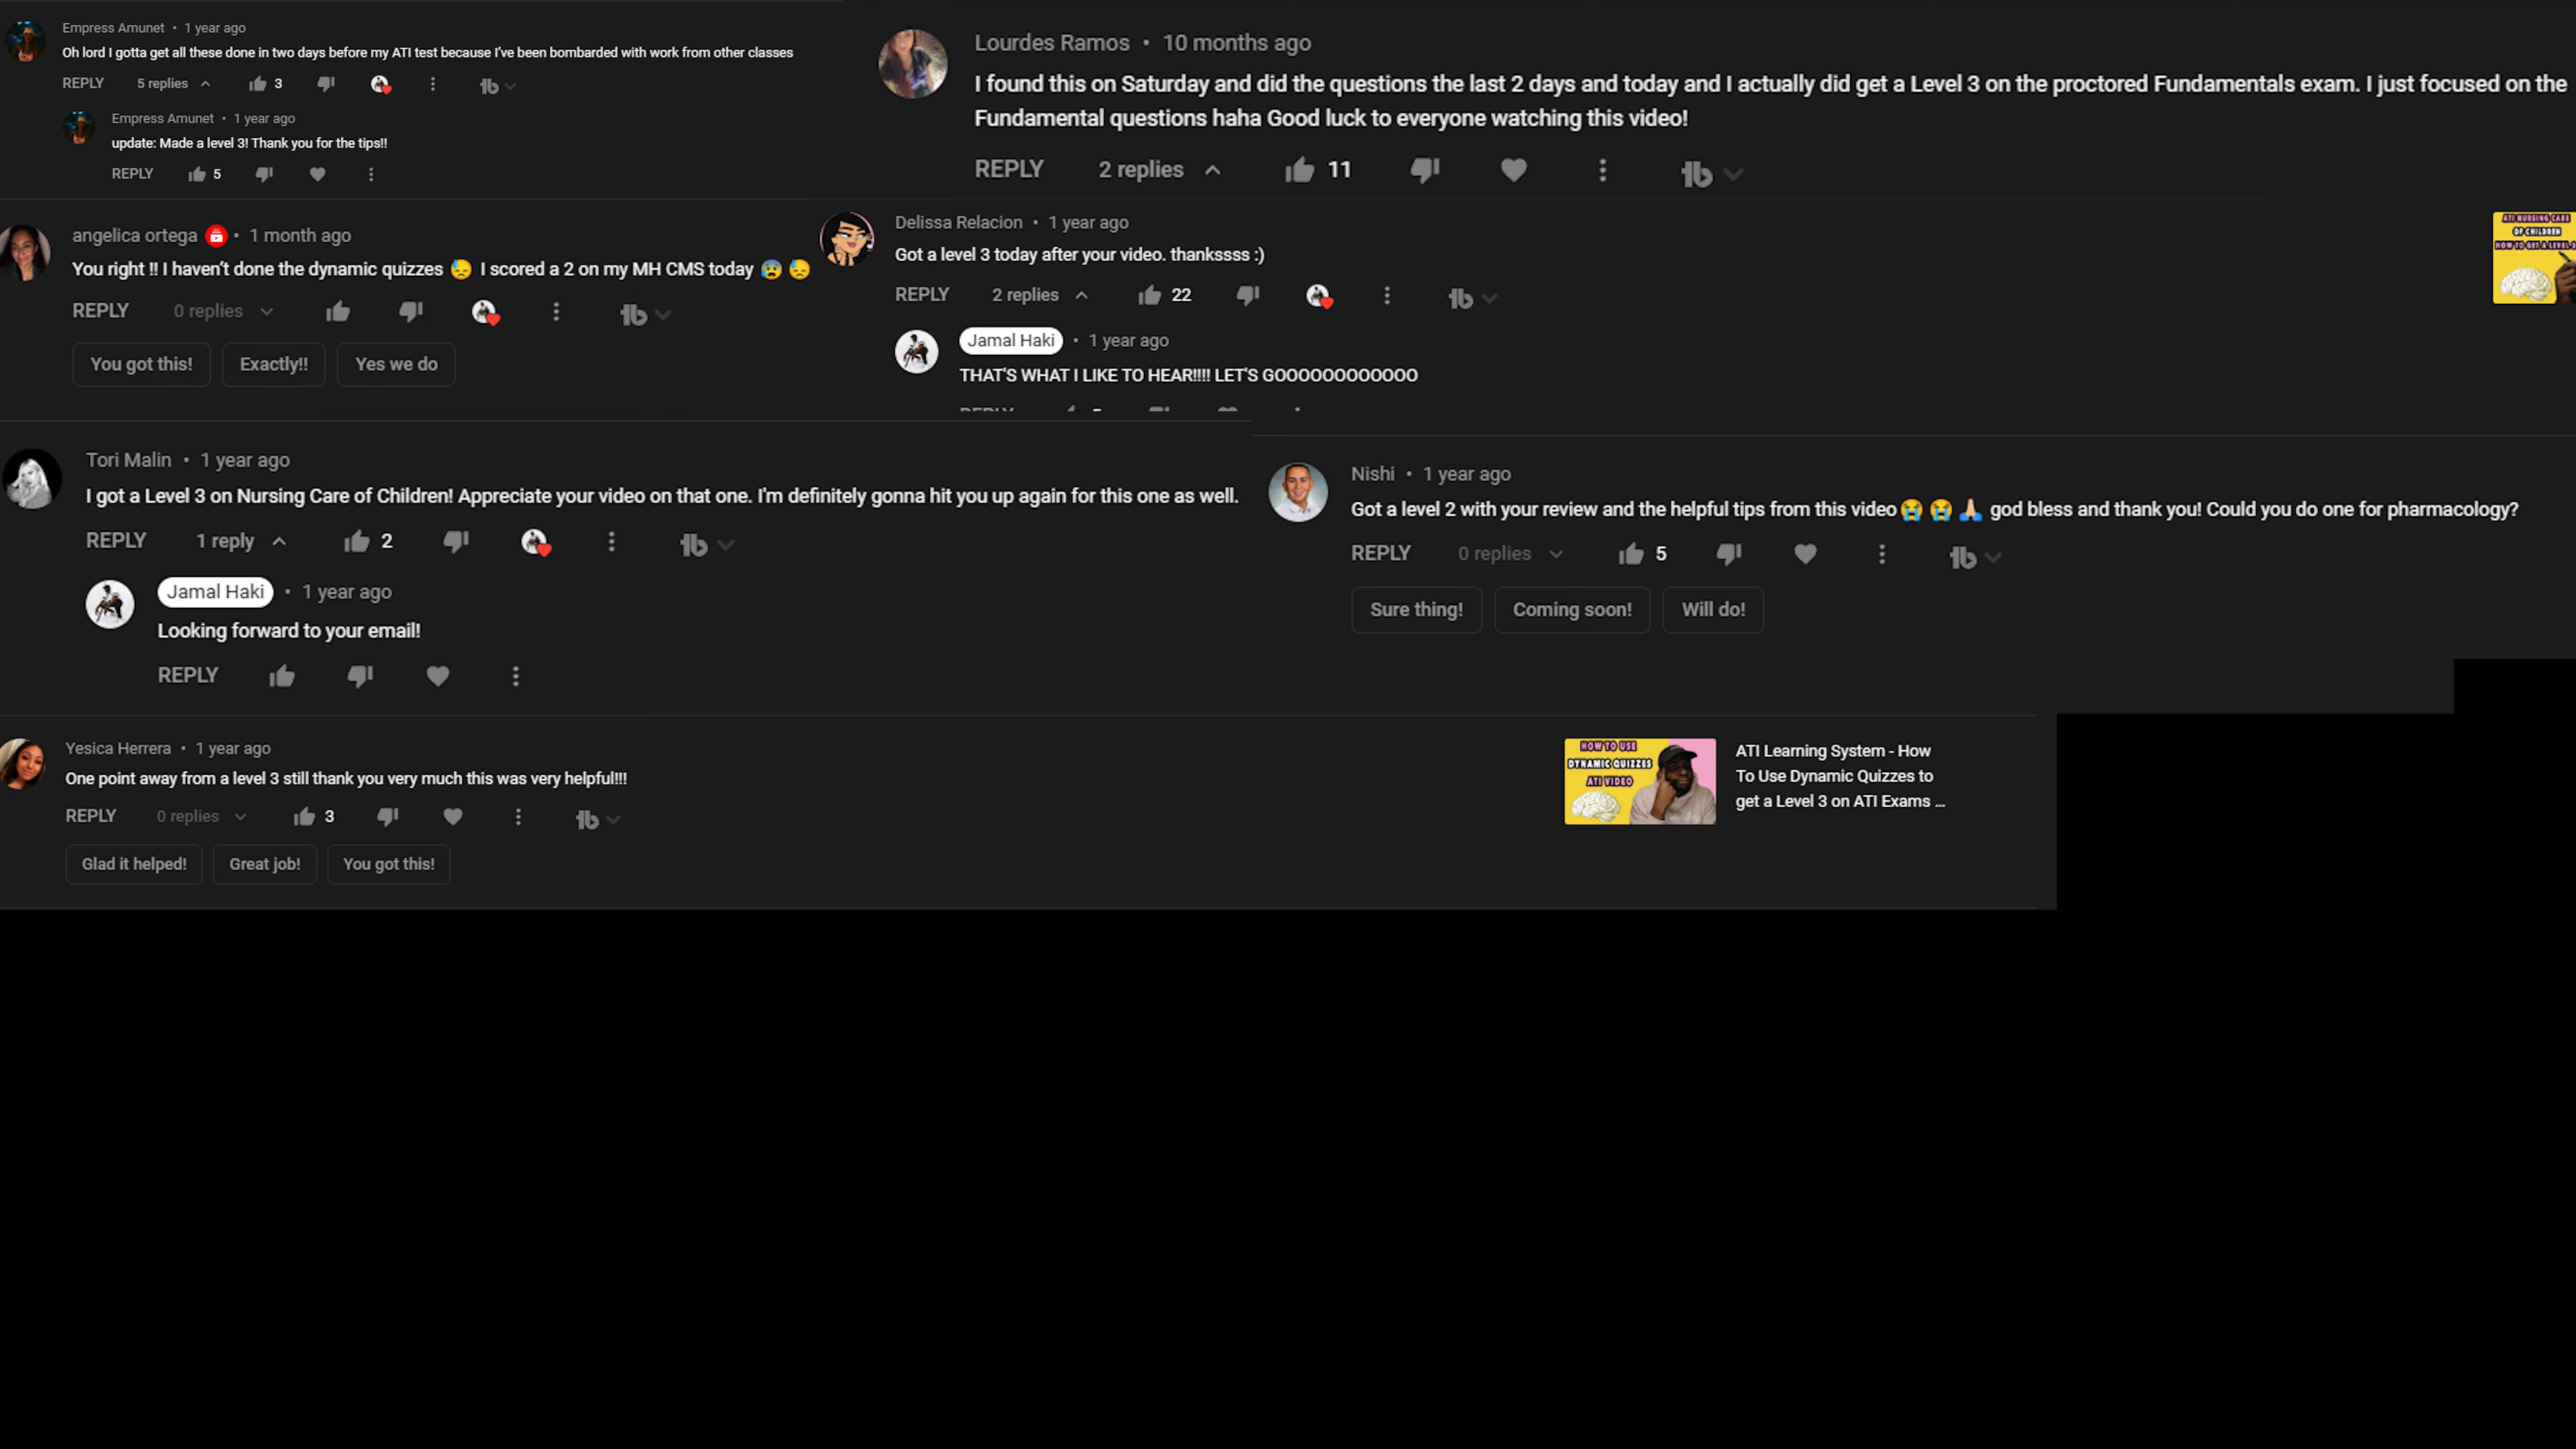 Empress Amunet • 1 year ago
Oh lord I gotta get all these done in two days before my ATI test because I've been bombarded with work from other classes
REPLY 5 replies 3
Empress Amunet • 1 year ago
update: Made a level 3! Thank you for the tips!!
REPLY 5
Lourdes Ramos • 10 months ago
I found this on Saturday and did the questions the last 2 days and today and I actually did get a Level 3 on the proctored Fundamentals exam. I just focused on the
Fundamental questions haha Good luck to everyone watching this video!
REPLY 2 replies 11
angelica ortega • 1 month ago
You right !! I haven't done the dynamic quizzes 😓 I scored a 2 on my MH CMS today 😰 😓
REPLY 0 replies
You got this! Exactly!! Yes we do
Delissa Relacion • 1 year ago
Got a level 3 today after your video. thankssss :)
REPLY 2 replies 22
Jamal Haki • 1 year ago
THAT'S WHAT I LIKE TO HEAR!!!! LET'S GOOOOOOOOOOOO
ATI NURSING CARE
OF CHILDREN
HOW TO GET A LEVEL
Tori Malin • 1 year ago
I got a Level 3 on Nursing Care of Children! Appreciate your video on that one. I'm definitely gonna hit you up again for this one as well.
REPLY 1 reply 2
Jamal Haki • 1 year ago
Looking forward to your email!
REPLY
Nishi • 1 year ago
Got a level 2 with your review and the helpful tips from this video 😭 😭 🙏 god bless and thank you! Could you do one for pharmacology?
REPLY 0 replies 5
Sure thing! Coming soon! Will do!
Yesica Herrera • 1 year ago
One point away from a level 3 still thank you very much this was very helpful!!!
REPLY 0 replies 3
Glad it helped! Great job! You got this!
HOW TO USE
DYNAMIC QUIZZES
ATI VIDEO
ATI Learning System - How
To Use Dynamic Quizzes to
get a Level 3 on ATI Exams ...